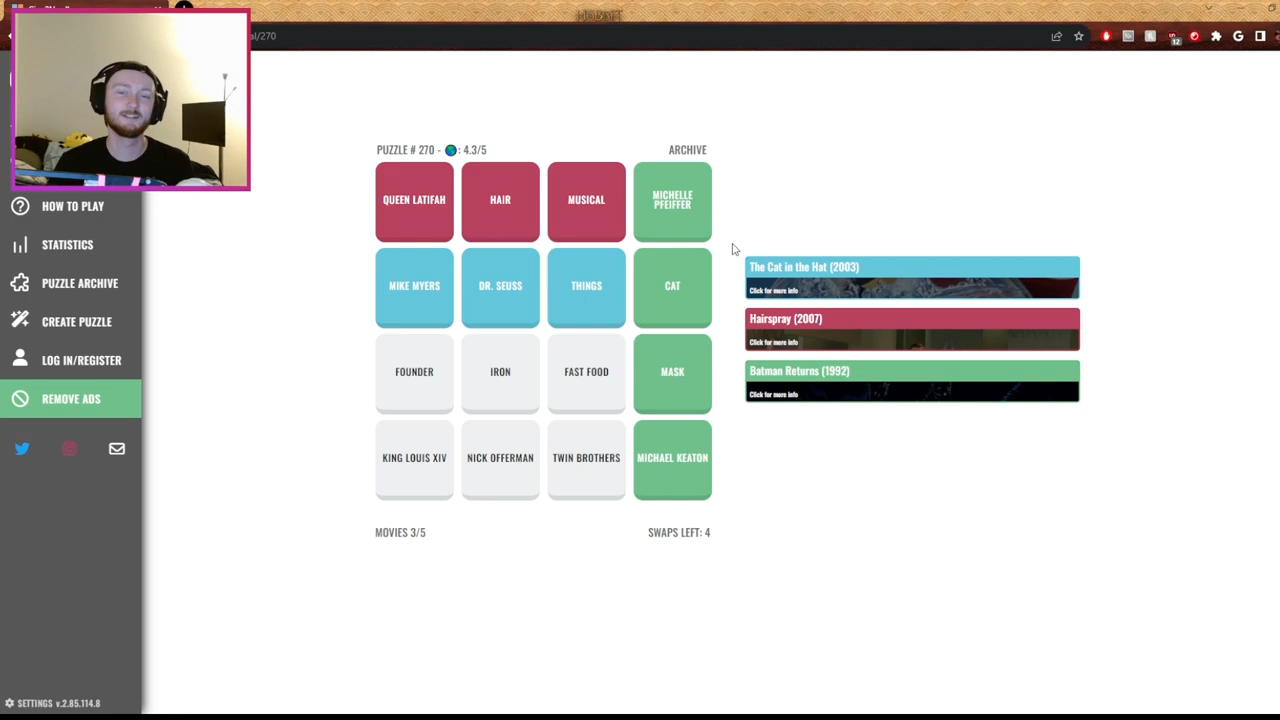 al/270
12
PUZZLE # 270 - : 4.3/5
ARCHIVE
QUEEN LATIFAH
HAIR
MUSICAL
MICHELLE
PFEIFFER
MIKE MYERS
DR. SEUSS
THINGS
CAT
FOUNDER
IRON
FAST FOOD
MASK
KING LOUIS XIV
NICK OFFERMAN
TWIN BROTHERS
MICHAEL KEATON
MOVIES 3/5
SWAPS LEFT: 4
The Cat in the Hat (2003)
Click for more info
Hairspray (2007)
Click for more info
Batman Returns (1992)
Click for more info
HOW TO PLAY
STATISTICS
PUZZLE ARCHIVE
CREATE PUZZLE
LOG IN/REGISTER
REMOVE ADS
SETTINGS v.2.85.114.8